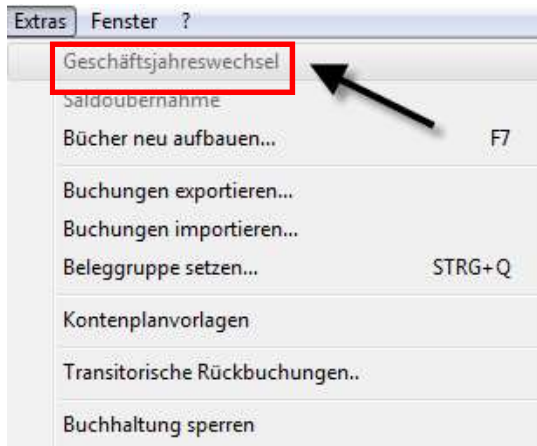 Extras Fenster ?
Geschäftsjahreswechsel
Saldoübernahme
Bücher neu aufbauen... F7
Buchungen exportieren...
Buchungen importieren...
Beleggruppe setzen... STRG+Q
Kontenplanvorlagen
Transitorische Rückbuchungen..
Buchhaltung sperren